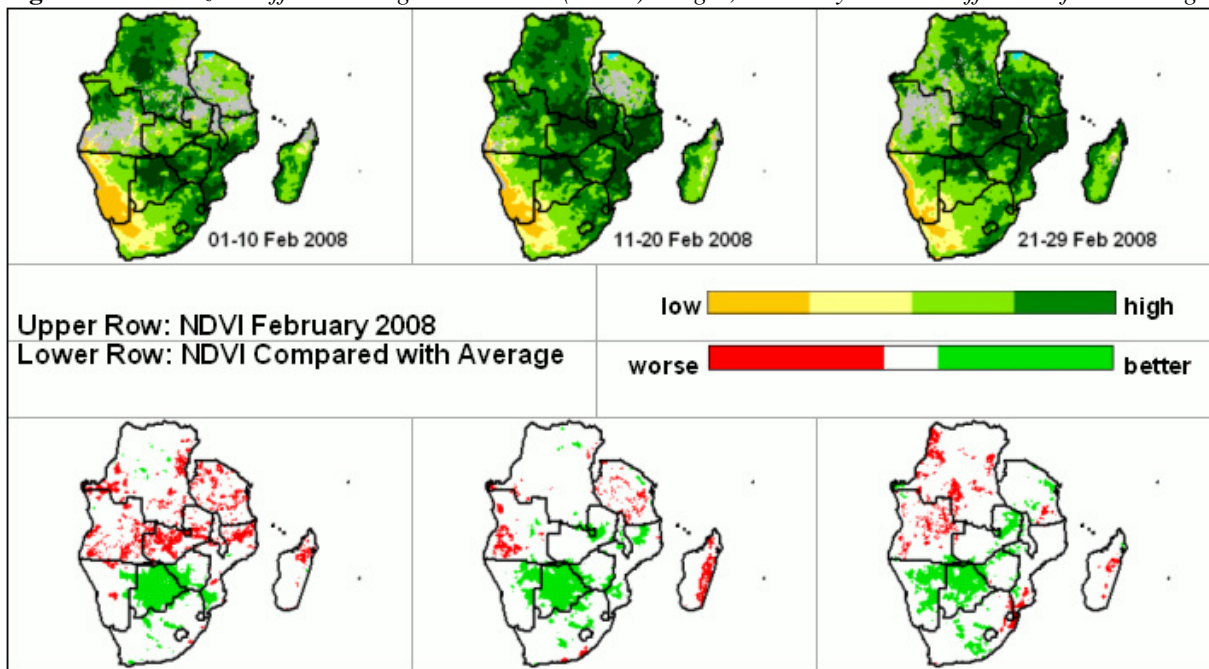 01-10 Feb 2008
11-20 Feb 2008
21-29 Feb 2008
low
high
Upper Row: NDVI February 2008
Lower Row: NDVI Compared with Average
worse
better